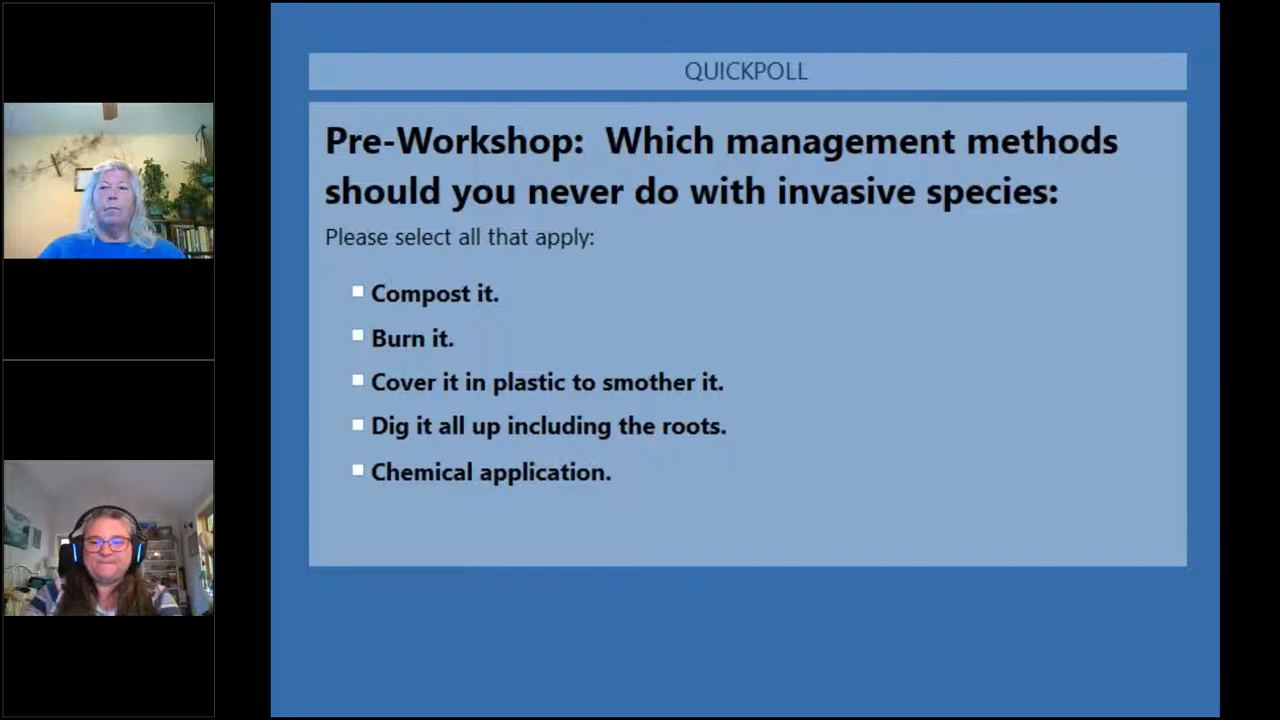 QUICKPOLL
Pre-Workshop: Which management methods
should you never do with invasive species:
Please select all that apply:
Compost it.
Burn it.
Cover it in plastic to smother it.
Dig it all up including the roots.
Chemical application.